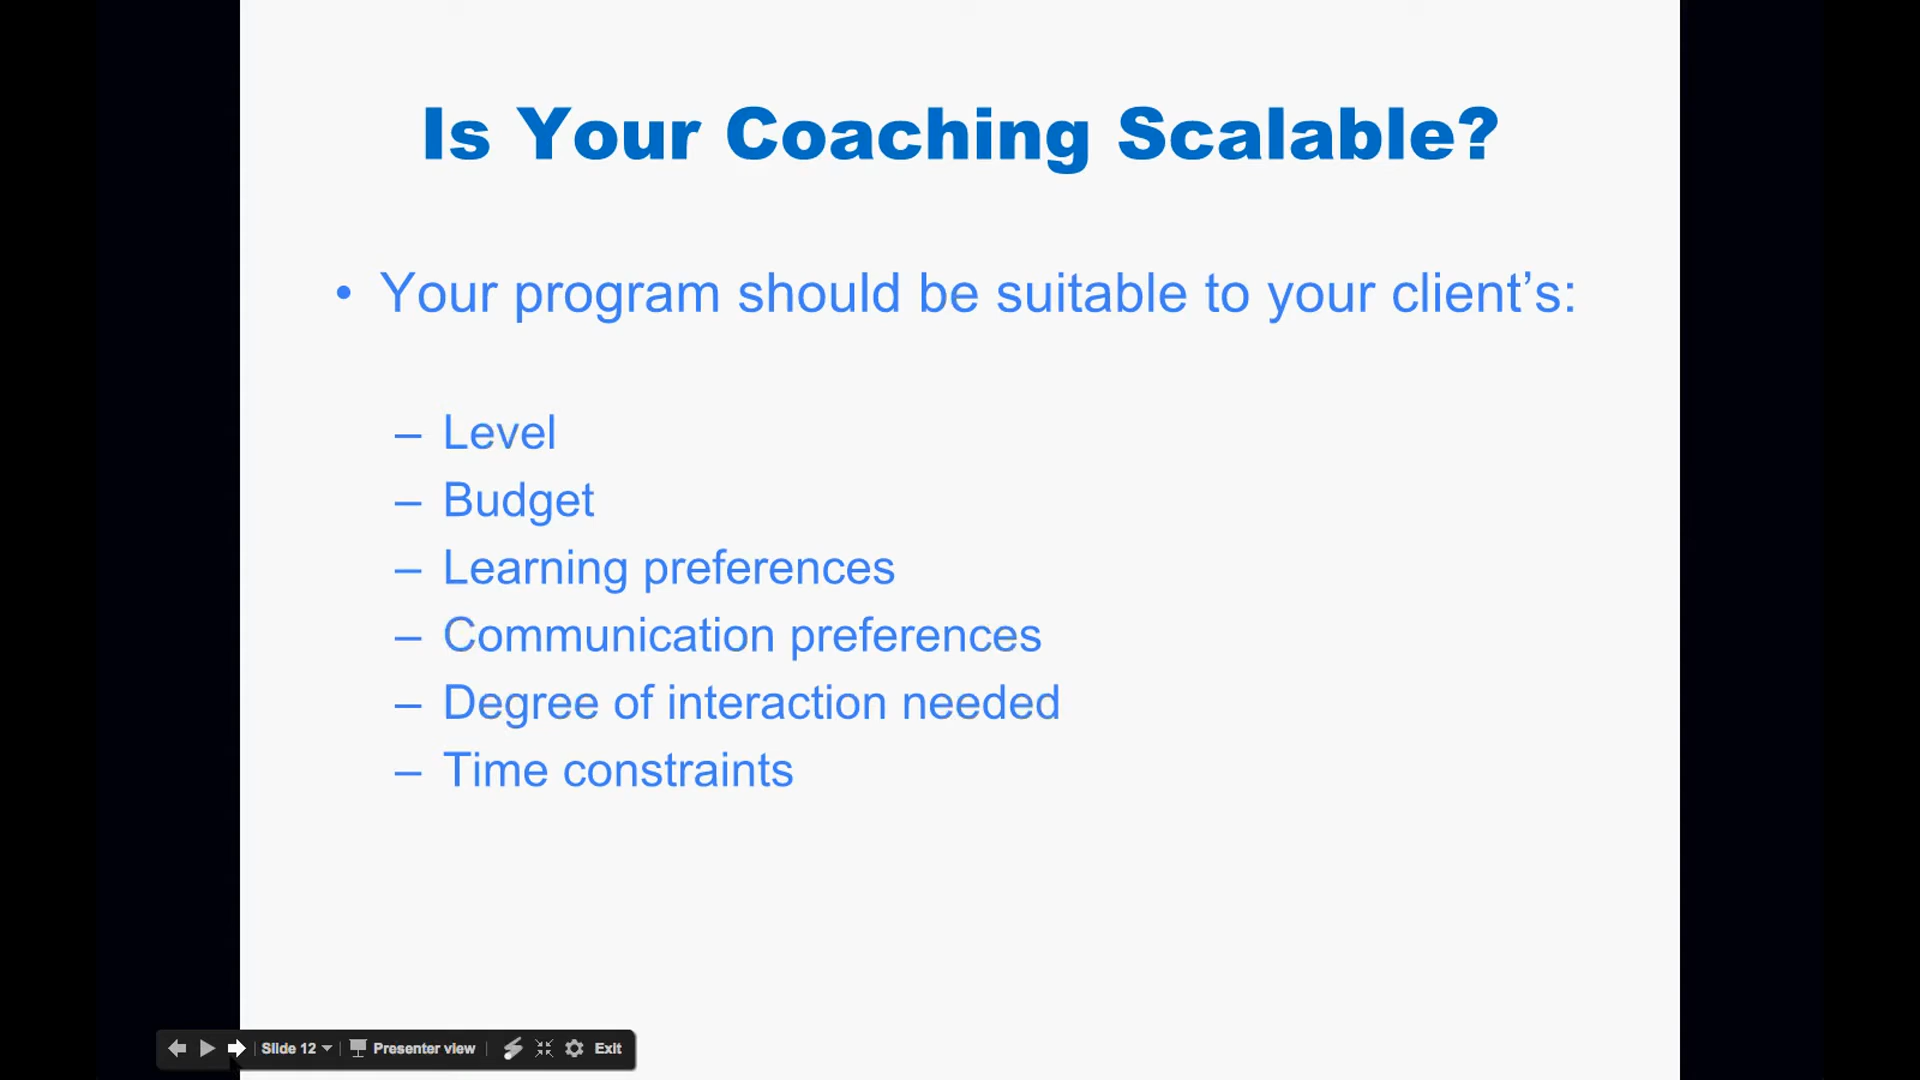 Is Your Coaching Scalable?
• Your program should be suitable to your client’s:
– Level
– Budget
– Learning preferences
– Communication preferences
– Degree of interaction needed
– Time constraints
Slide 12 Presenter view Exit